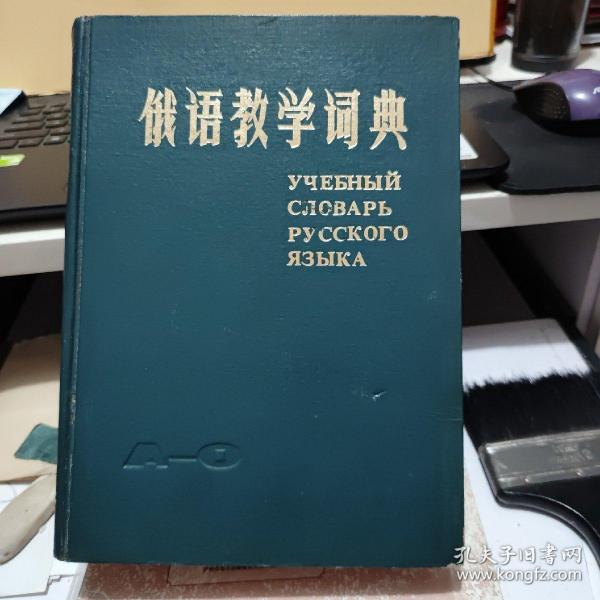 俄语教学词典
УЧЕБНЫЙ
СЛОВАРЬ
РУССКОГО
ЯЗЫКА
А—О
孔夫子旧书网
www.kongfz.com